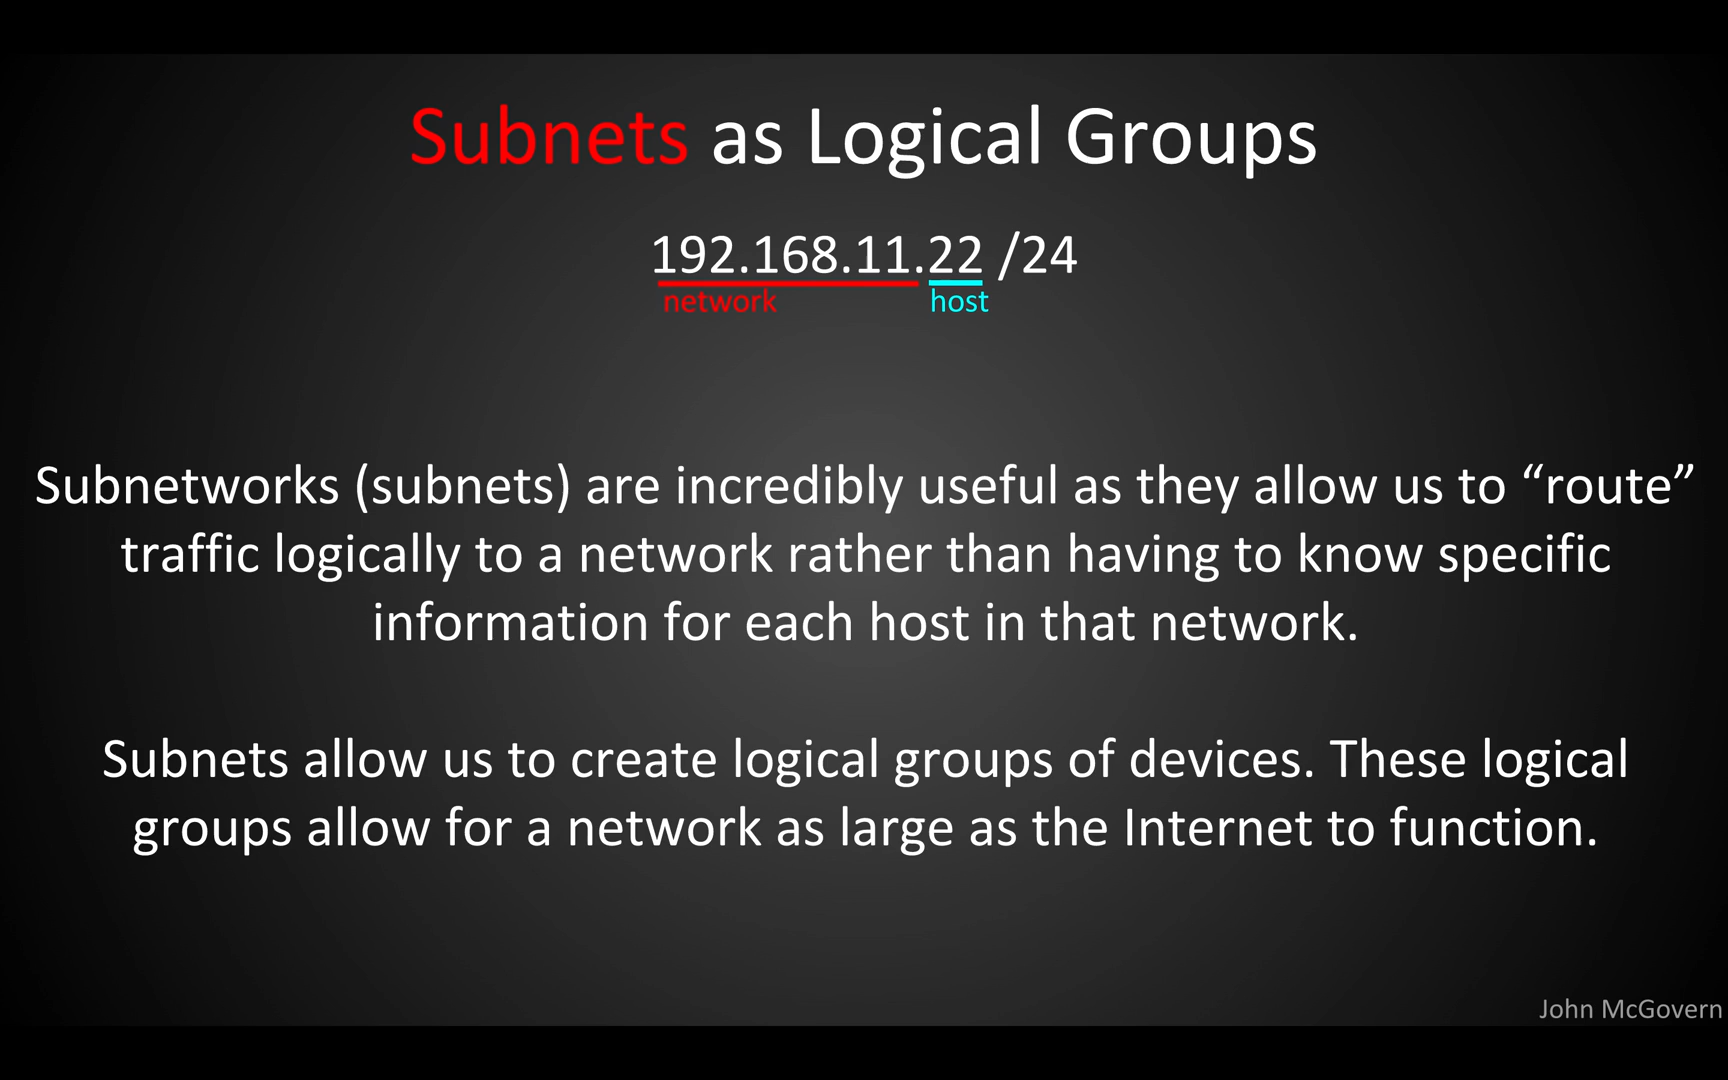 Subnets as Logical Groups
192.168.11.22 /24
network host
Subnetworks (subnets) are incredibly useful as they allow us to “route”
traffic logically to a network rather than having to know specific
information for each host in that network.
Subnets allow us to create logical groups of devices. These logical
groups allow for a network as large as the Internet to function.
John McGovern